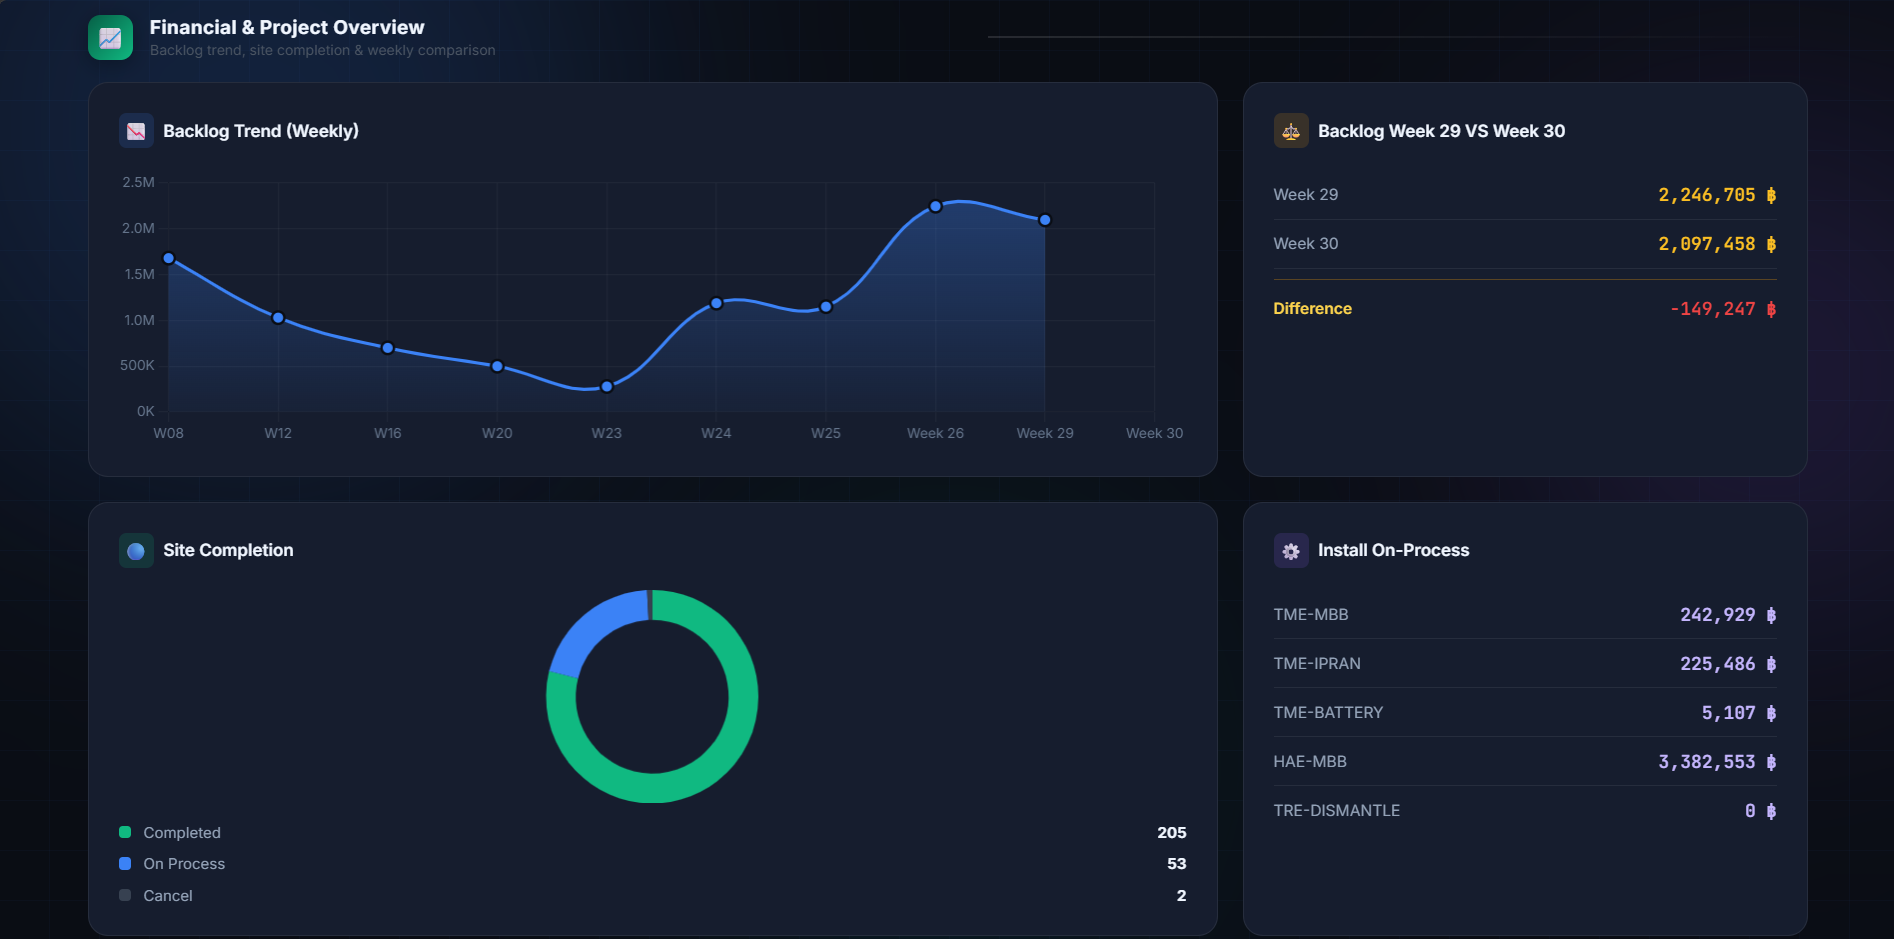 Financial & Project Overview
Backlog trend, site completion & weekly comparison
Backlog Trend (Weekly)
2.5M
2.0M
1.5M
1.0M
500K
0K
W08 W12 W16 W20 W23 W24 W25 Week 26 Week 29 Week 30
Backlog Week 29 VS Week 30
Week 29 2,246,705 ฿
Week 30 2,097,458 ฿
Difference -149,247 ฿
Site Completion
Completed 205
On Process 53
Cancel 2
Install On-Process
TME-MBB 242,929 ฿
TME-IPRAN 225,486 ฿
TME-BATTERY 5,107 ฿
HAE-MBB 3,382,553 ฿
TRE-DISMANTLE 0 ฿